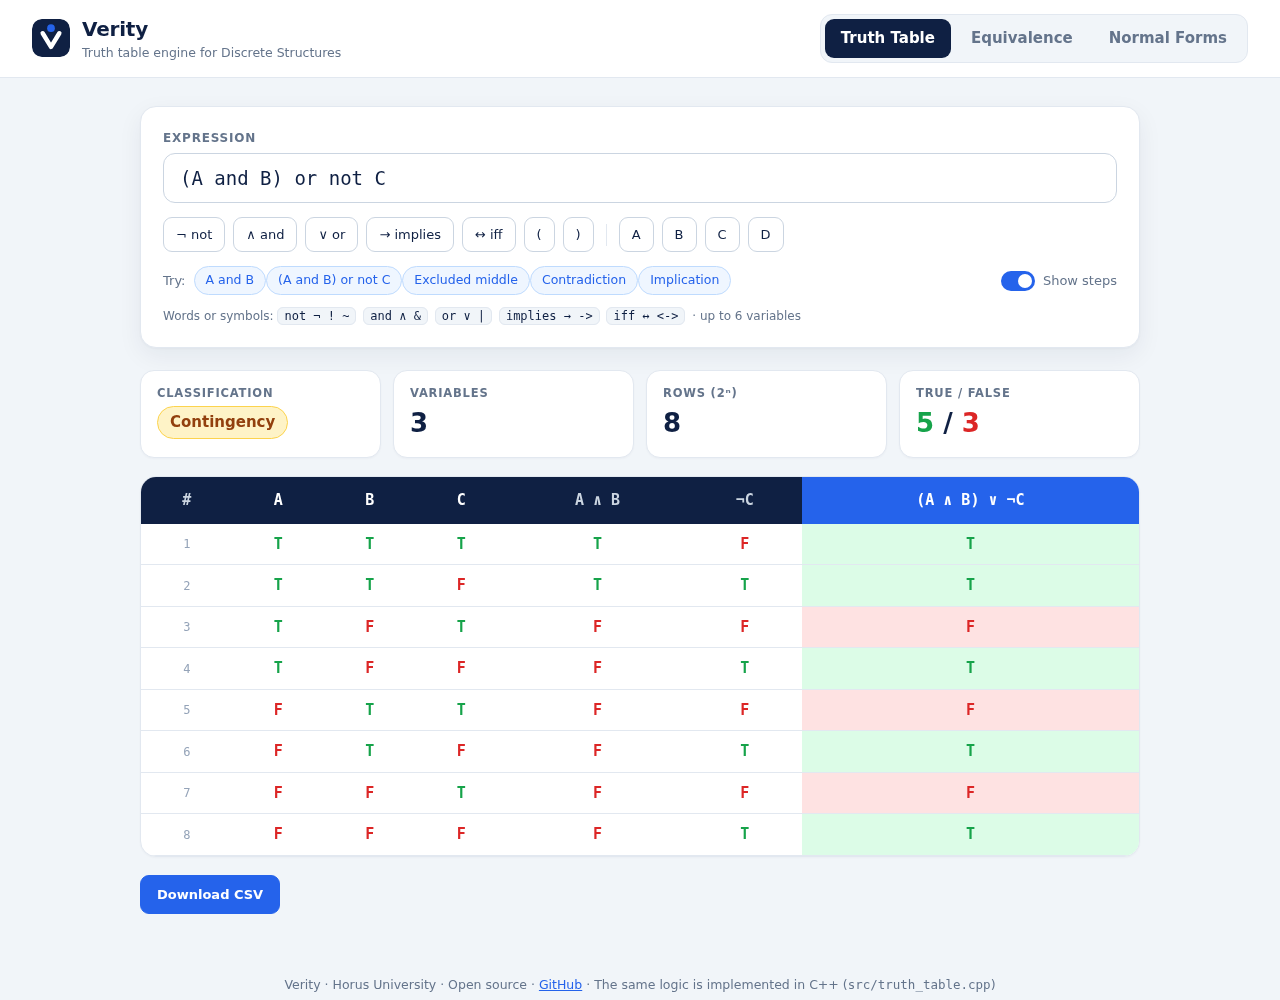 Verity
Truth table engine for Discrete Structures
Truth Table Equivalence Normal Forms
EXPRESSION
(A and B) or not C
¬ not ∧ and ∨ or → implies ↔ iff ( ) A B C D
Try: A and B (A and B) or not C Excluded middle Contradiction Implication Show steps
Words or symbols: not ¬ ! ~ and ∧ & or ∨ | implies → -> iff ↔ <-> · up to 6 variables
CLASSIFICATION VARIABLES ROWS (2ⁿ) TRUE / FALSE
Contingency 3 8 5 / 3
# A B C A ∧ B ¬C (A ∧ B) ∨ ¬C
1 T T T T F T
2 T T F T T T
3 T F T F F F
4 T F F F T T
5 F T T F F F
6 F T F F T T
7 F F T F F F
8 F F F F T T
Download CSV
Verity · Horus University · Open source · GitHub · The same logic is implemented in C++ (src/truth_table.cpp)